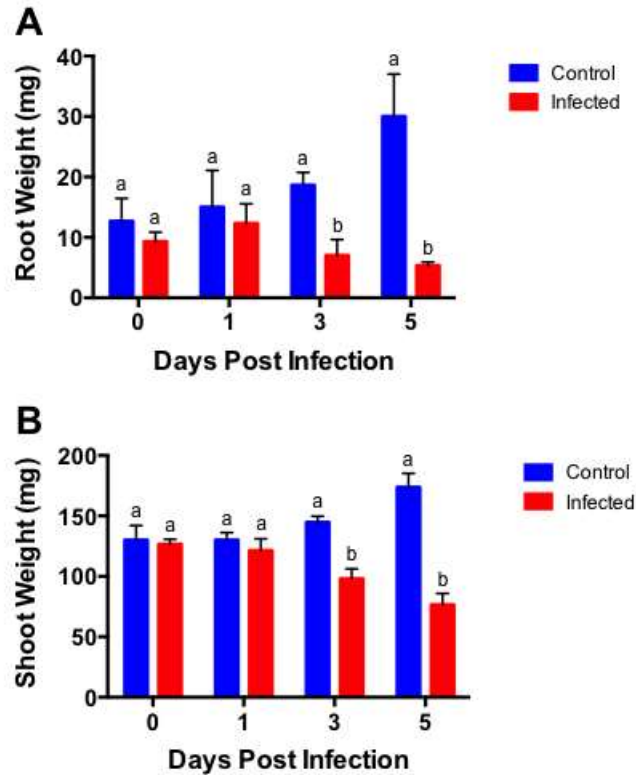 A
Root Weight (mg)
40
30
20
10
0
a
a
a
a
a
b
a
b
0
1
3
5
Days Post Infection
Control
Infected
B
Shoot Weight (mg)
200
150
100
50
0
a
a
a
a
a
b
a
b
0
1
3
5
Days Post Infection
Control
Infected